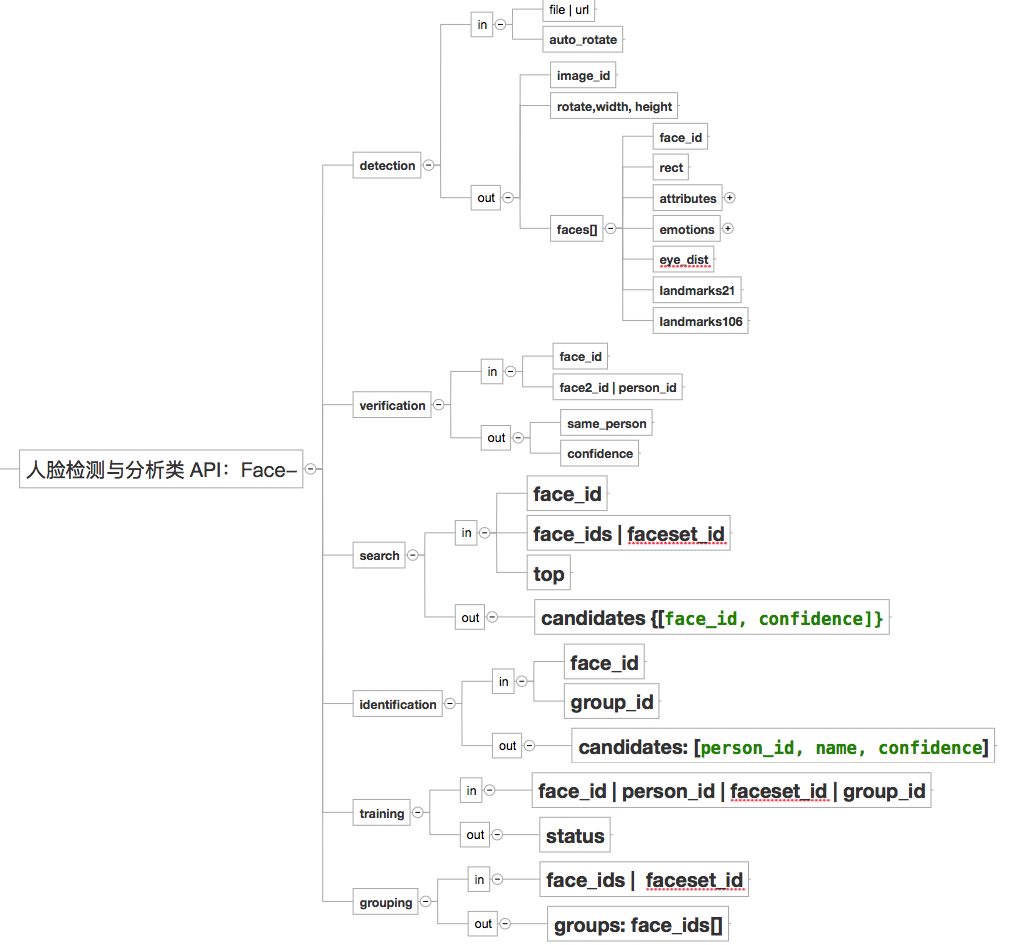 人脸检测与分析类 API：Face–
detection
in
file | url
auto_rotate
out
image_id
rotate,width, height
faces[]
face_id
rect
attributes
emotions
eye_dist
landmarks21
landmarks106
verification
in
face_id
face2_id | person_id
out
same_person
confidence
search
in
face_id
face_ids | faceset_id
top
out
candidates {[face_id, confidence]}
identification
in
face_id
group_id
out
candidates: [person_id, name, confidence]
training
in
face_id | person_id | faceset_id | group_id
out
status
grouping
in
face_ids | faceset_id
out
groups: face_ids[]